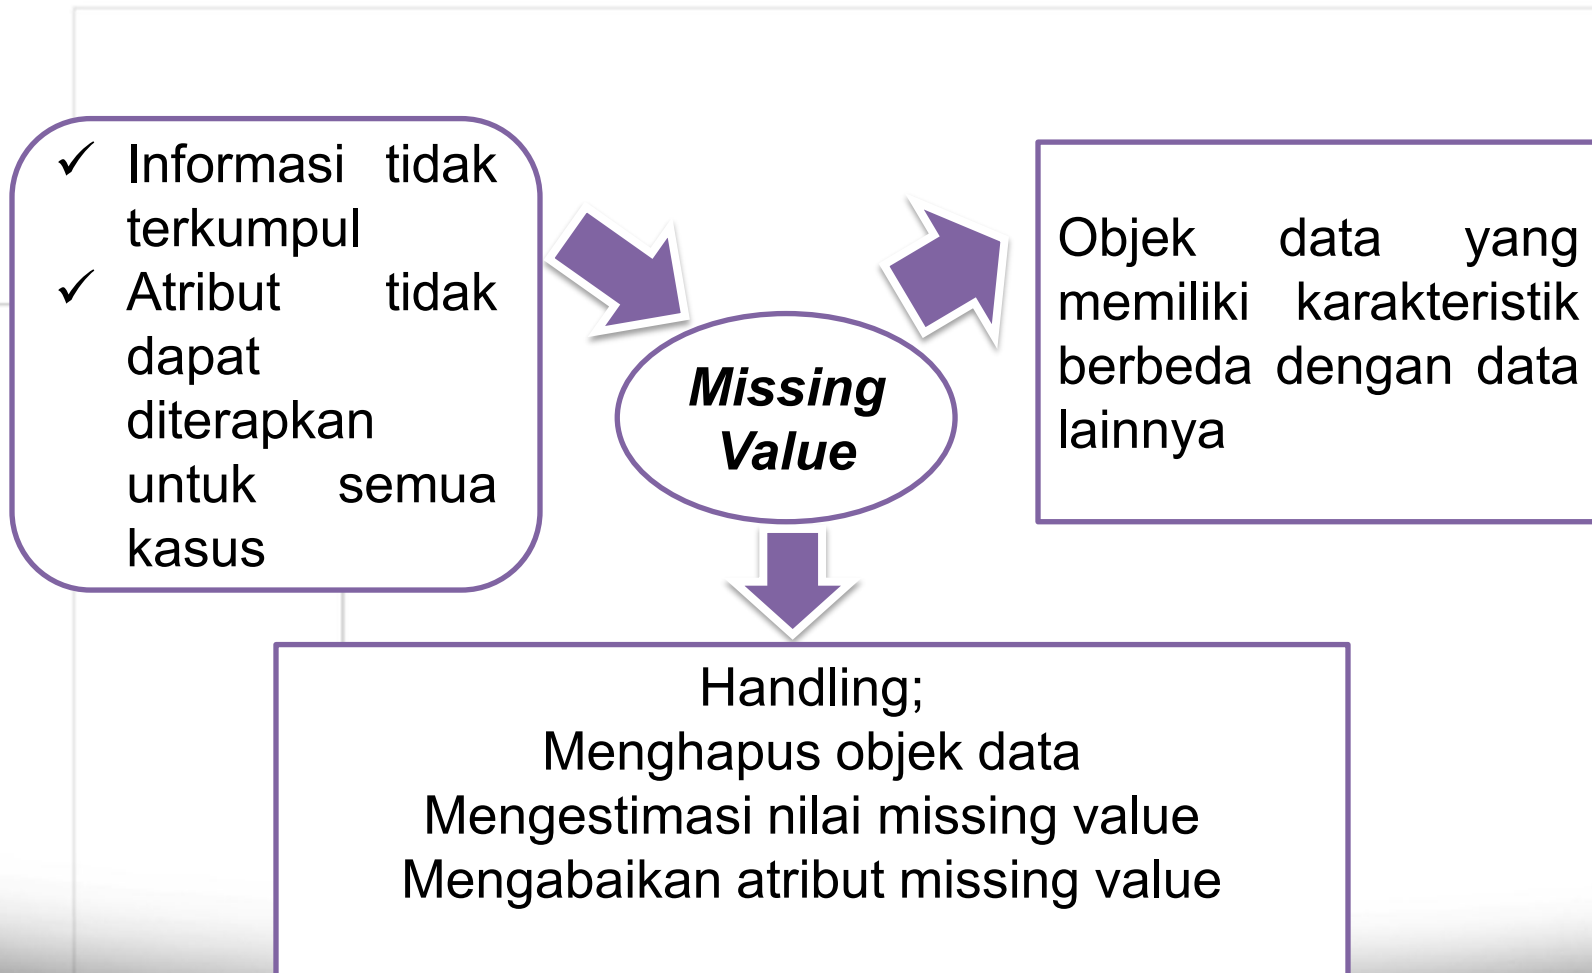 ✓ Informasi tidak
terkumpul
✓ Atribut tidak
dapat
diterapkan
untuk semua
kasus
Missing
Value
Objek data yang
memiliki karakteristik
berbeda dengan data
lainnya
Handling;
Menghapus objek data
Mengestimasi nilai missing value
Mengabaikan atribut missing value